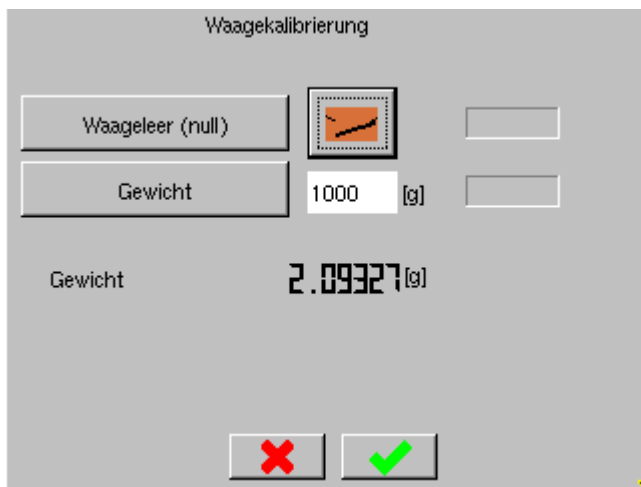 Waagekalibrierung
Waageleer (null)
Gewicht 1000 [g]
Gewicht 2.09327 [g]